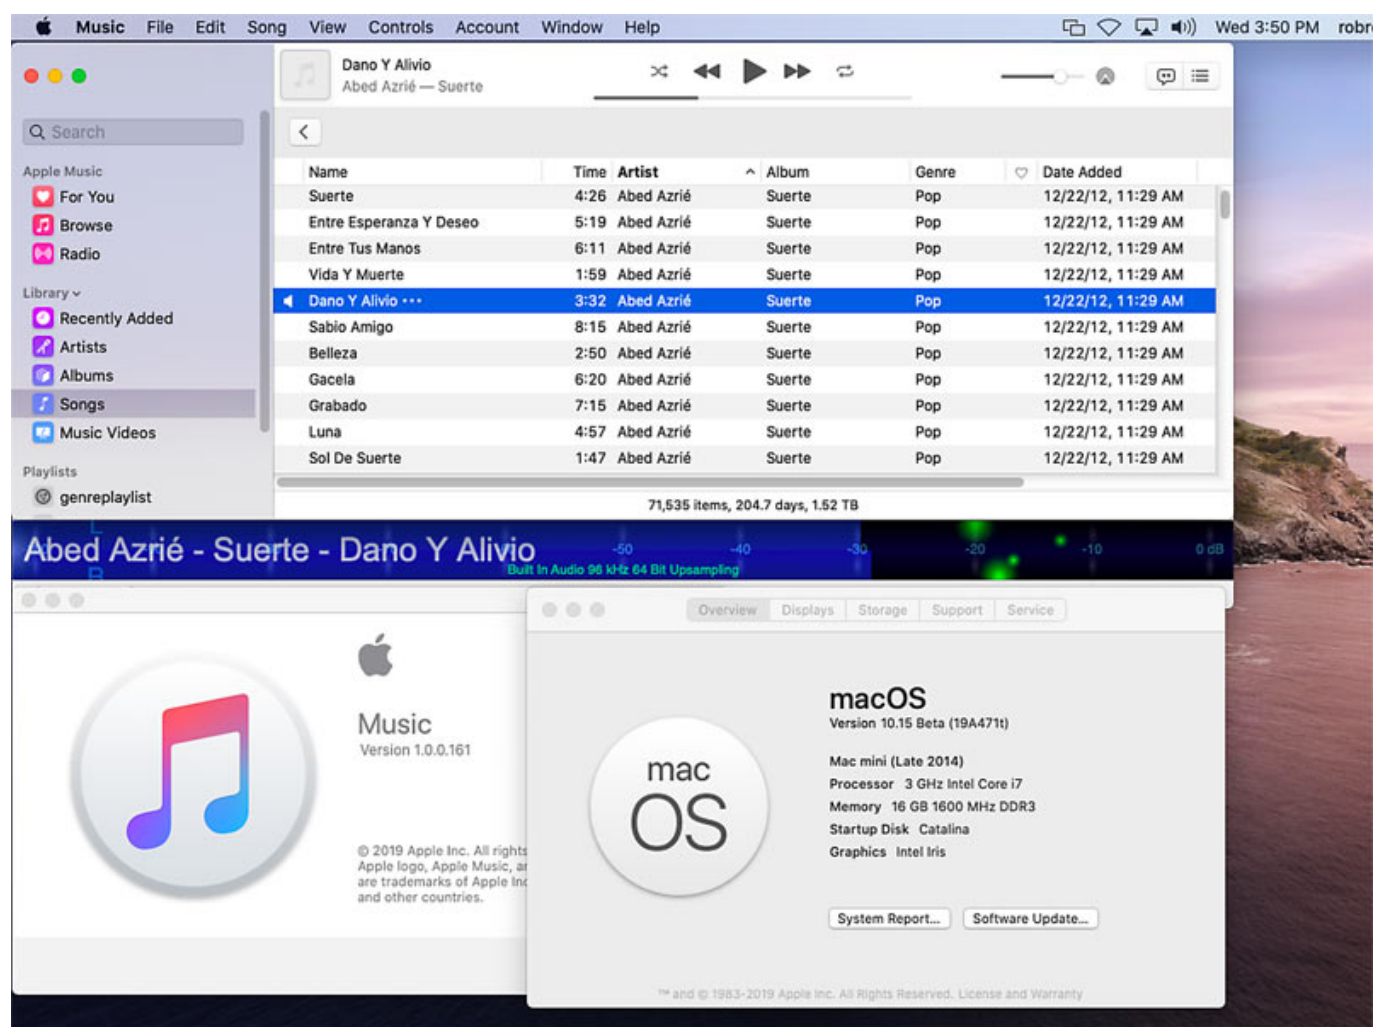 Music File Edit Song View Controls Account Window Help Wed 3:50 PM robr
Dano Y Alivio
Abed Azrié — Suerte
Search
Apple Music
For You
Browse
Radio
Library
Recently Added
Artists
Albums
Songs
Music Videos
Playlists
genreplaylist
Name Time Artist Album Genre Date Added
Suerte 4:26 Abed Azrié Suerte Pop 12/22/12, 11:29 AM
Entre Esperanza Y Deseo 5:19 Abed Azrié Suerte Pop 12/22/12, 11:29 AM
Entre Tus Manos 6:11 Abed Azrié Suerte Pop 12/22/12, 11:29 AM
Vida Y Muerte 1:59 Abed Azrié Suerte Pop 12/22/12, 11:29 AM
Dano Y Alivio ••• 3:32 Abed Azrié Suerte Pop 12/22/12, 11:29 AM
Sabio Amigo 8:15 Abed Azrié Suerte Pop 12/22/12, 11:29 AM
Belleza 2:50 Abed Azrié Suerte Pop 12/22/12, 11:29 AM
Gacela 6:20 Abed Azrié Suerte Pop 12/22/12, 11:29 AM
Grabado 7:15 Abed Azrié Suerte Pop 12/22/12, 11:29 AM
Luna 4:57 Abed Azrié Suerte Pop 12/22/12, 11:29 AM
Sol De Suerte 1:47 Abed Azrié Suerte Pop 12/22/12, 11:29 AM
71,535 items, 204.7 days, 1.52 TB
L
Abed Azrié - Suerte - Dano Y Alivio -50 -40 -30 -20 -10 0 dB
Built In Audio 96 kHz 64 Bit Upsampling
R
Music
Version 1.0.0.161
© 2019 Apple Inc. All rights
Apple logo, Apple Music, an
are trademarks of Apple Inc
and other countries.
Overview Displays Storage Support Service
mac
OS
macOS
Version 10.15 Beta (19A471t)
Mac mini (Late 2014)
Processor 3 GHz Intel Core i7
Memory 16 GB 1600 MHz DDR3
Startup Disk Catalina
Graphics Intel Iris
System Report... Software Update...
™ and © 1983-2019 Apple Inc. All Rights Reserved. License and Warranty